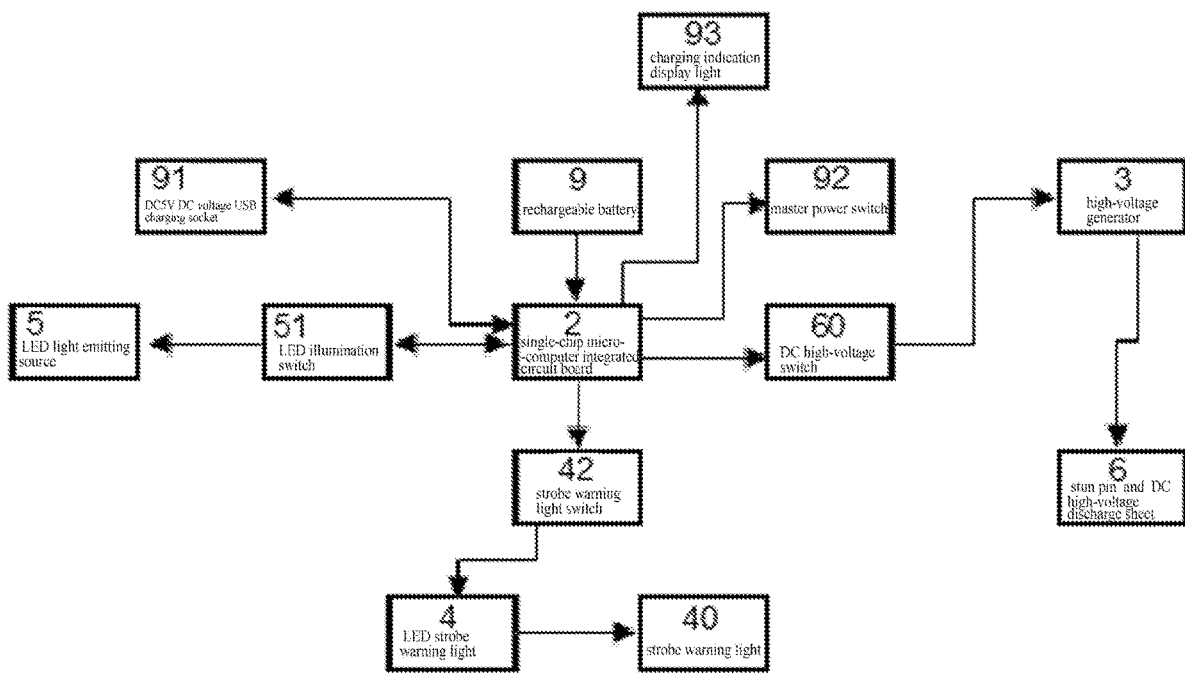 93
charging indication
display light
91
DC5V DC voltage USB
charging socket
9
rechargeable battery
92
master power switch
3
high-voltage
generator
5
LED light emitting
source
51
LED illumination
switch
2
single-chip micro-
-computer integrated
circuit board
60
DC high-voltage
switch
42
strobe warning
light switch
6
stun pin and DC
high-voltage
discharge sheet
4
LED strobe
warning light
40
strobe warning light